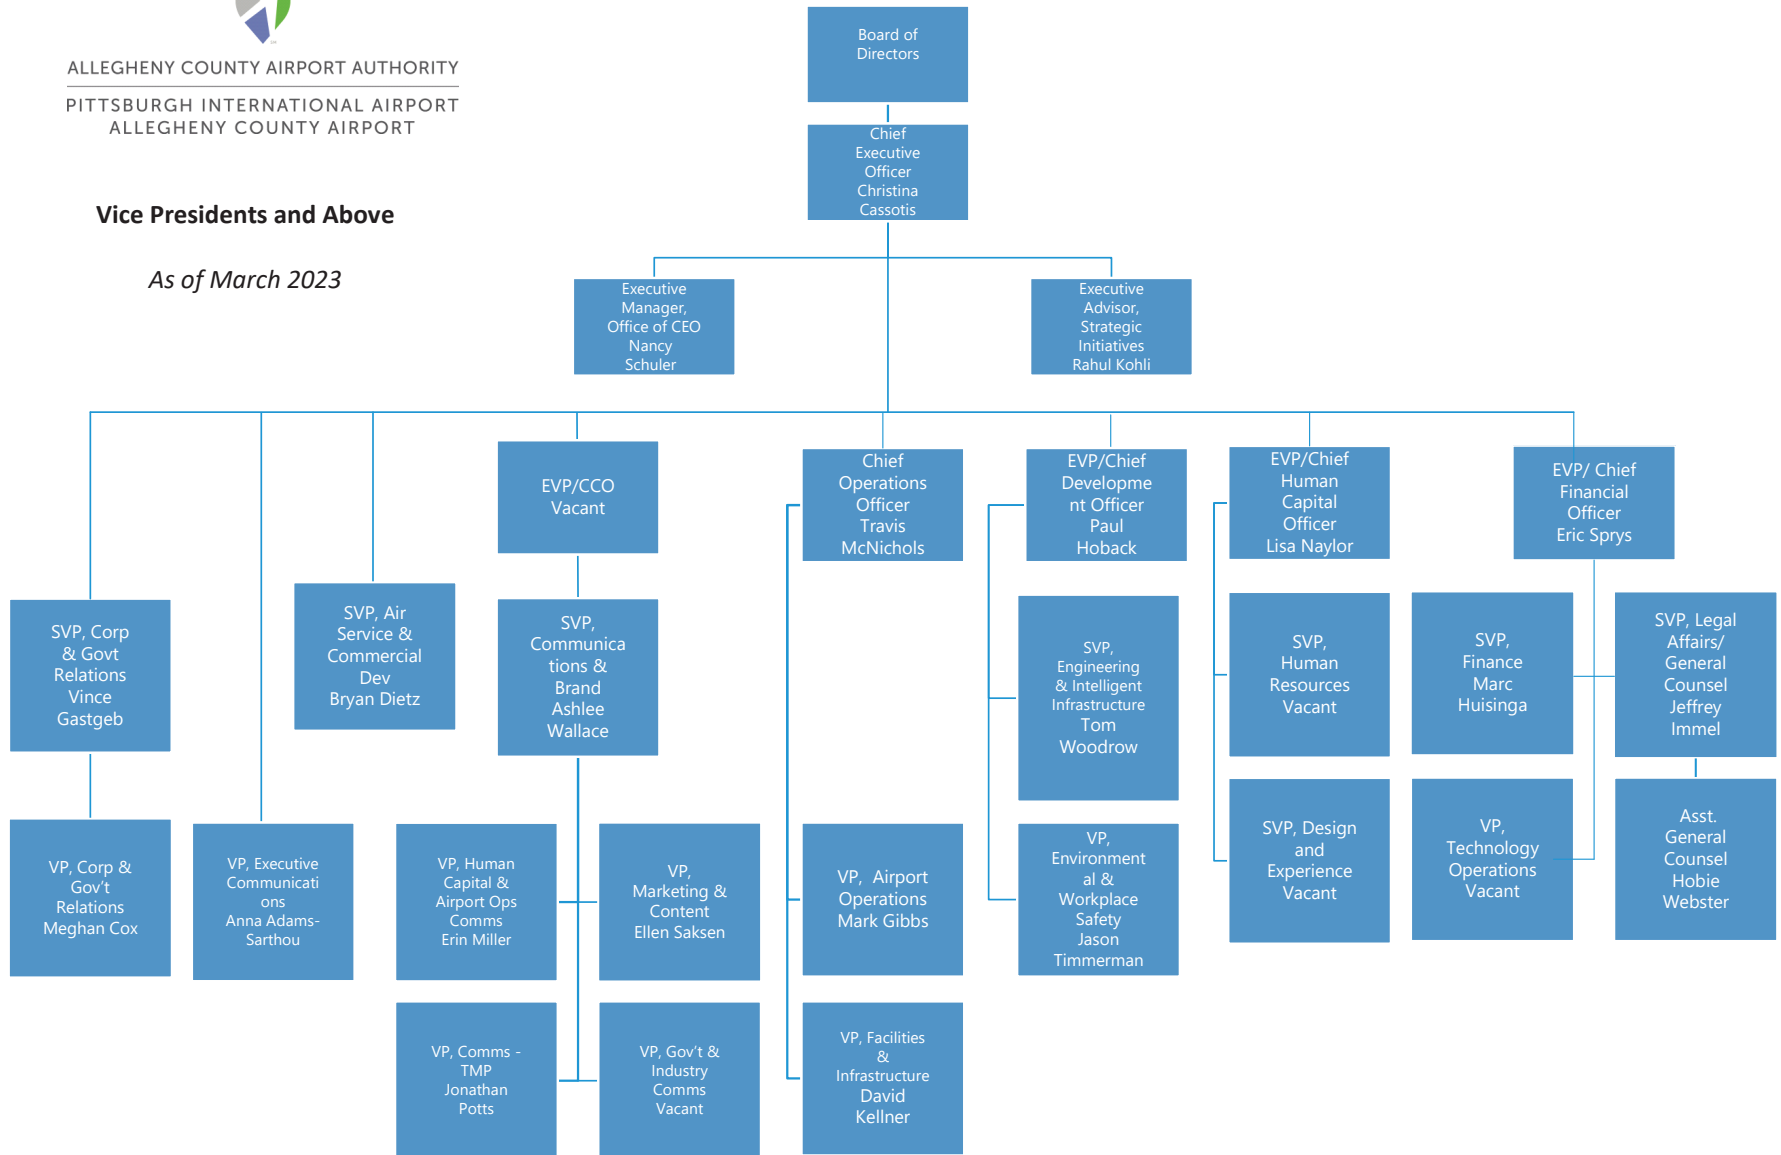 ALLEGHENY COUNTY AIRPORT AUTHORITY
PITTSBURGH INTERNATIONAL AIRPORT
ALLEGHENY COUNTY AIRPORT
Vice Presidents and Above
As of March 2023
Board of
Directors
Chief
Executive
Officer
Christina
Cassotis
Executive
Manager,
Office of CEO
Nancy
Schuler
Executive
Advisor,
Strategic
Initiatives
Rahul Kohli
EVP/CCO
Vacant
Chief
Operations
Officer
Travis
McNichols
EVP/Chief
Developme
nt Officer
Paul
Hoback
EVP/Chief
Human
Capital
Officer
Lisa Naylor
EVP/ Chief
Financial
Officer
Eric Sprys
SVP, Corp
& Govt
Relations
Vince
Gastgeb
SVP, Air
Service &
Commercial
Dev
Bryan Dietz
SVP,
Communica
tions &
Brand
Ashlee
Wallace
SVP,
Engineering
& Intelligent
Infrastructure
Tom
Woodrow
SVP,
Human
Resources
Vacant
SVP,
Finance
Marc
Huisinga
SVP, Legal
Affairs/
General
Counsel
Jeffrey
Immel
VP, Corp &
Gov't
Relations
Meghan Cox
VP, Executive
Communicati
ons
Anna Adams-
Sarthou
VP, Human
Capital &
Airport Ops
Comms
Erin Miller
VP,
Marketing &
Content
Ellen Saksen
VP,  Airport
Operations
Mark Gibbs
VP,
Environment
al &
Workplace
Safety
Jason
Timmerman
SVP, Design
and
Experience
Vacant
VP,
Technology
Operations
Vacant
Asst.
General
Counsel
Hobie
Webster
VP, Comms -
TMP
Jonathan
Potts
VP, Gov't &
Industry
Comms
Vacant
VP, Facilities
&
Infrastructure
David
Kellner